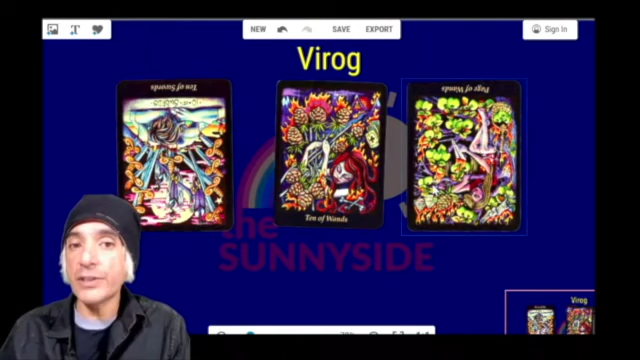 NEW SAVE EXPORT Sign in
Virog
Ten of Swords
Page of Wands
Ten of Wands
the
SUNNYSIDE
Virog